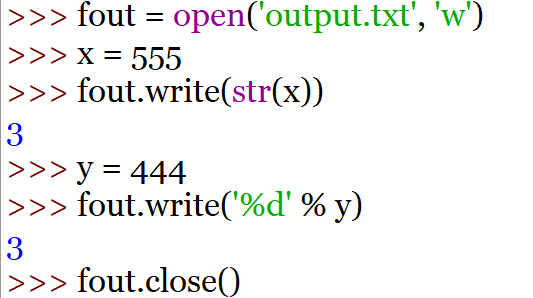 >>> fout = open('output.txt', 'w')
>>> x = 555
>>> fout.write(str(x))
3
>>> y = 444
>>> fout.write('%d' % y)
3
>>> fout.close()